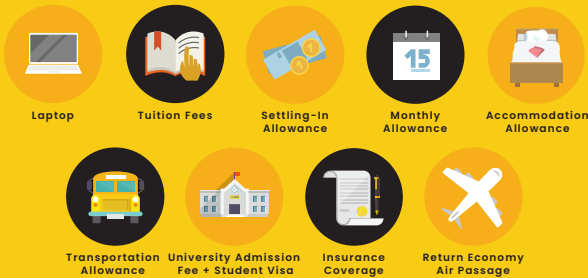 Laptop
Tuition Fees
1
Settling-In
Allowance
15
Monthly
Allowance
Accommodation
Allowance
Transportation
Allowance
University Admission
Fee + Student Visa
Insurance
Coverage
Return Economy
Air Passage